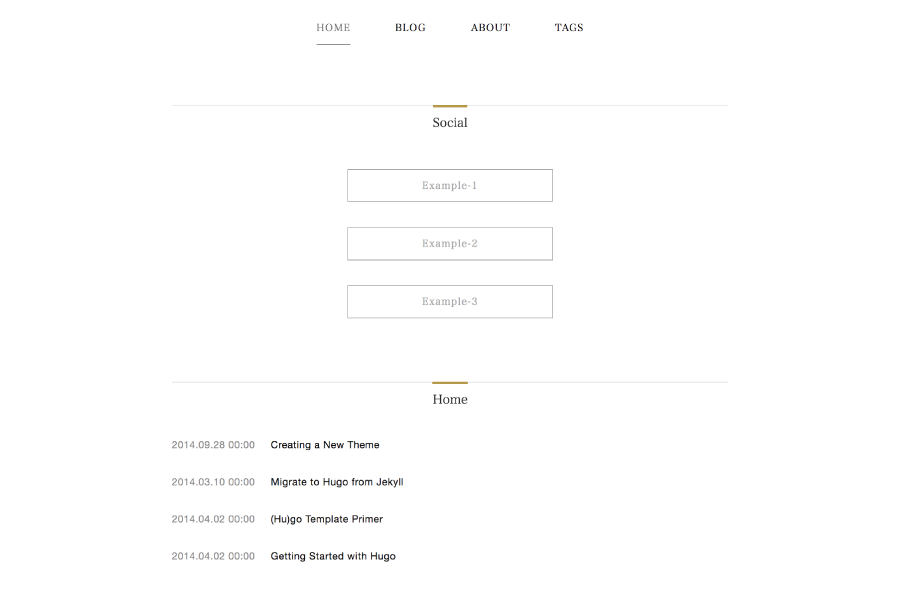 HOME BLOG ABOUT TAGS
Social
Example-1
Example-2
Example-3
Home
2014.09.28 00:00 Creating a New Theme
2014.03.10 00:00 Migrate to Hugo from Jekyll
2014.04.02 00:00 (Hu)go Template Primer
2014.04.02 00:00 Getting Started with Hugo